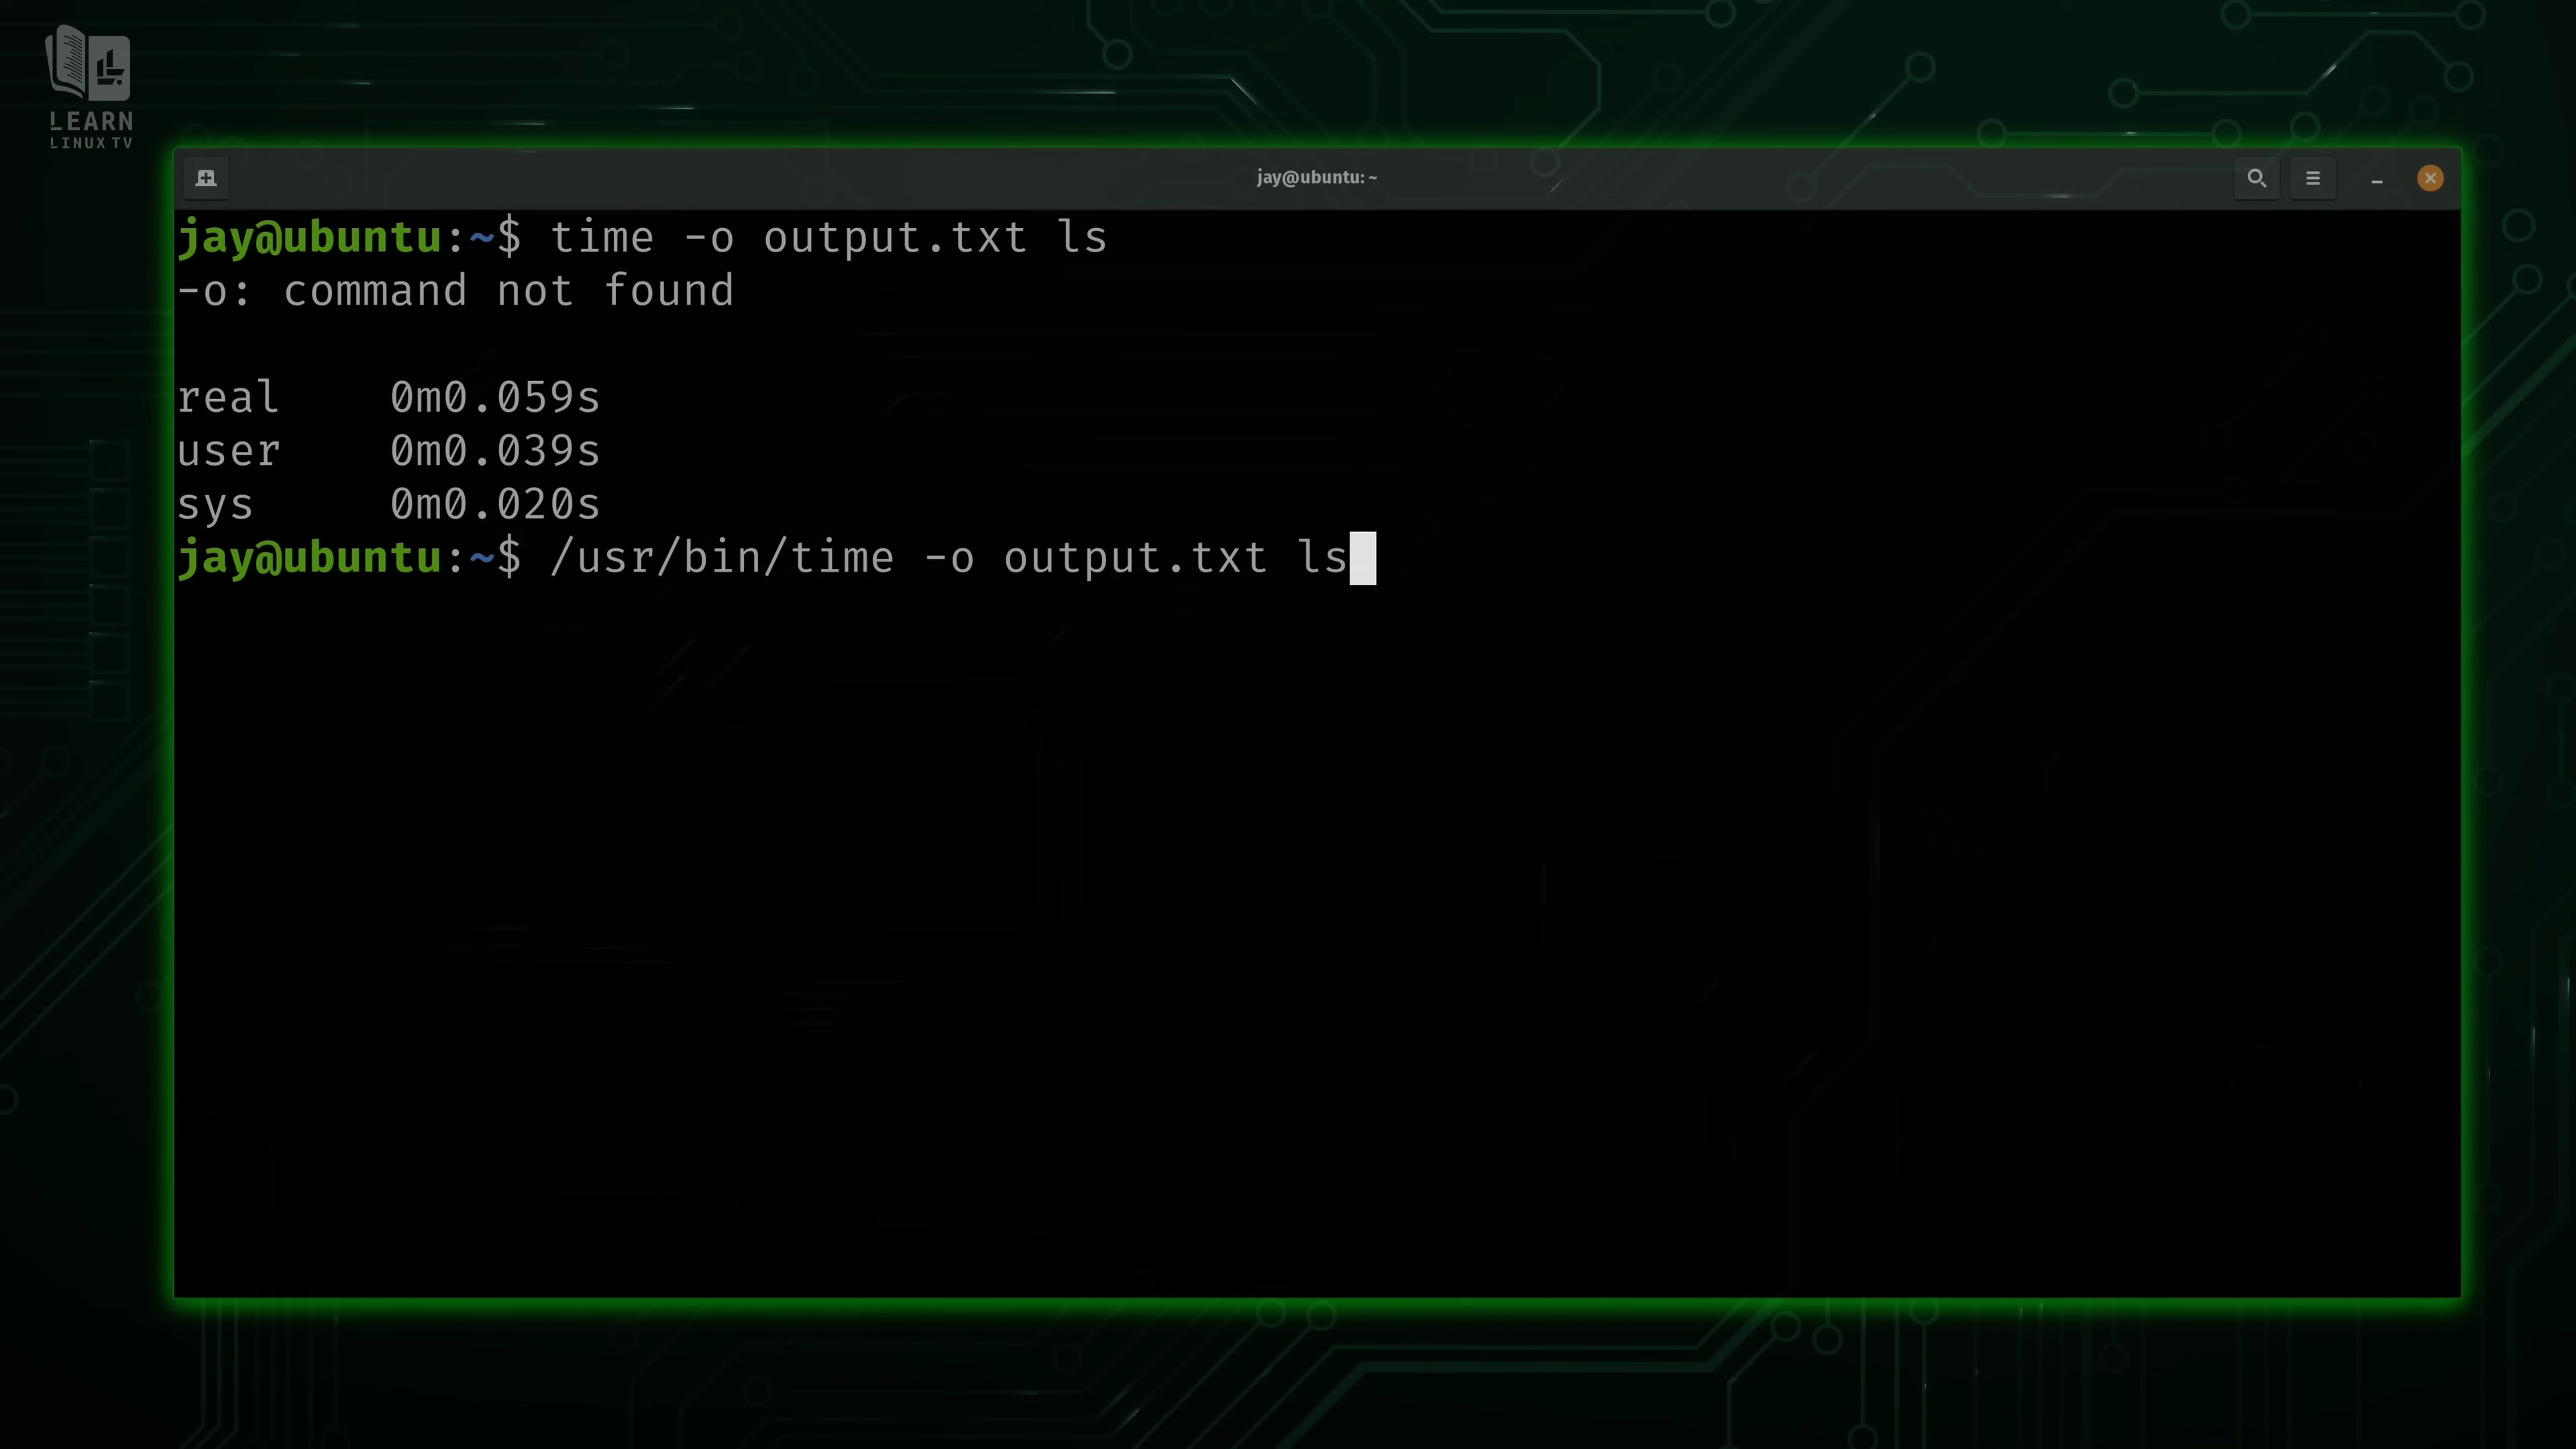 LEARN
LINUX TV
jay@ubuntu: ~
jay@ubuntu:~$ time -o output.txt ls
-o: command not found
real 0m0.059s
user 0m0.039s
sys 0m0.020s
jay@ubuntu:~$ /usr/bin/time -o output.txt ls